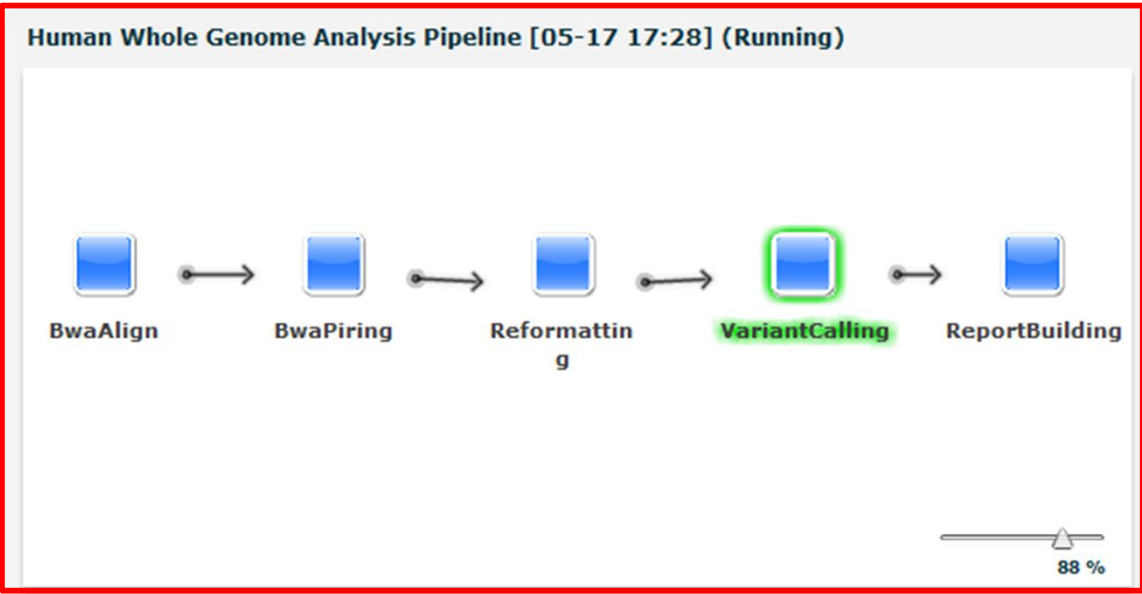 Human Whole Genome Analysis Pipeline [05-17 17:28] (Running)
BwaAlign
BwaPiring
Reformattin
g
VariantCalling
ReportBuilding
88 %